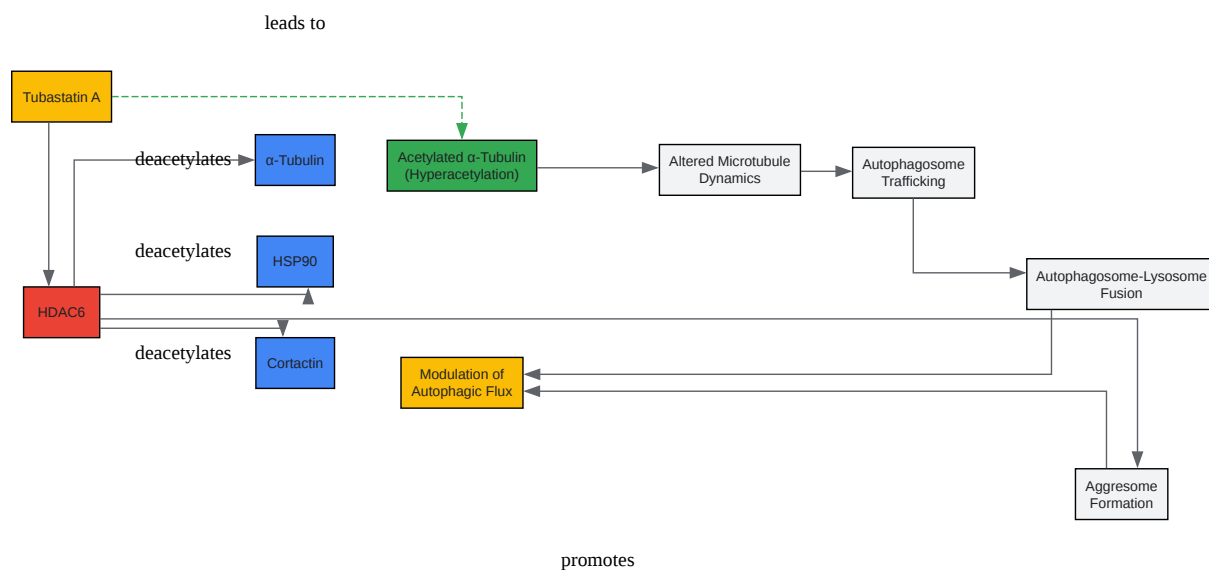 leads to
Tubastatin A
deacetylates
α-Tubulin
Acetylated α-Tubulin
(Hyperacetylation)
Altered Microtubule
Dynamics
Autophagosome
Trafficking
deacetylates
HSP90
Autophagosome-Lysosome
Fusion
HDAC6
deacetylates
Cortactin
Modulation of
Autophagic Flux
Aggresome
Formation
promotes